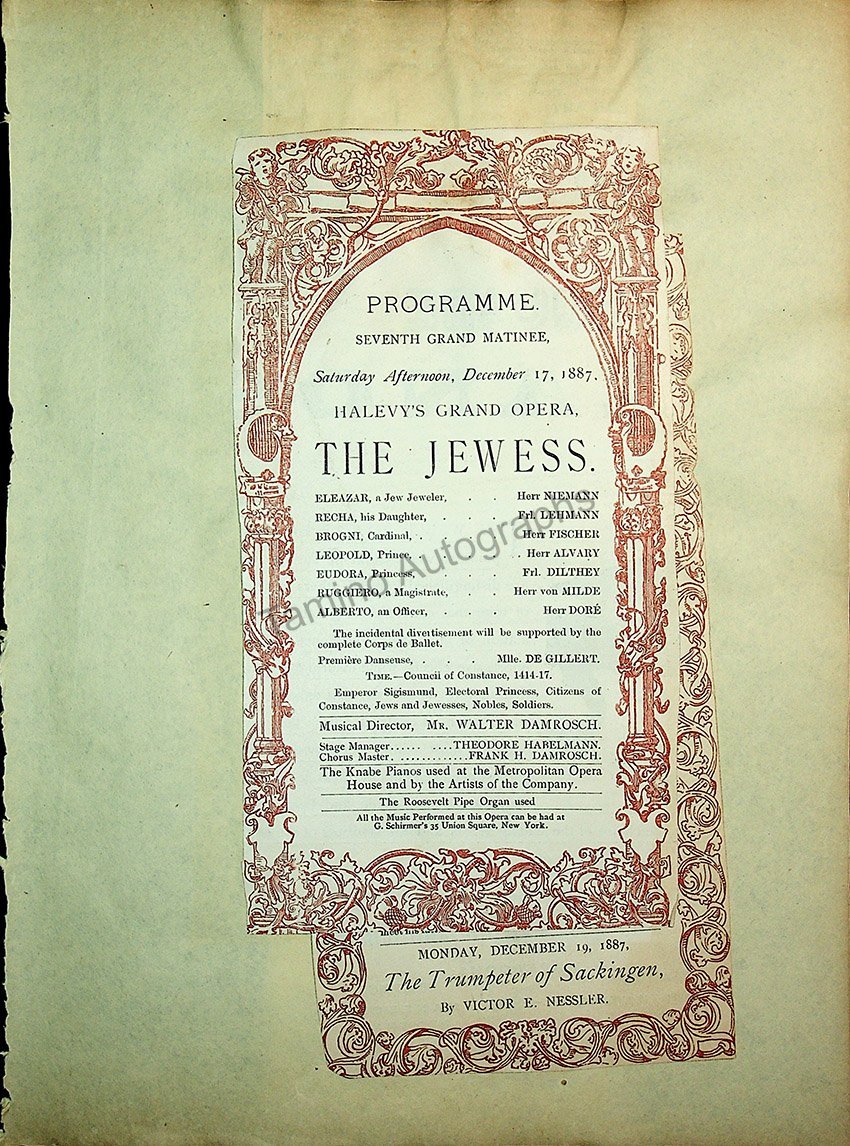 PROGRAMME.
SEVENTH GRAND MATINEE,
Saturday Afternoon, December 17, 1887.
HALEVY'S GRAND OPERA,
THE JEWESS.
ELEAZAR, a Jew Jeweler, . . Herr NIEMANN
RECHA, his Daughter, . . . Frl. LEHMANN
BROGNI, Cardinal, . Herr FISCHER
LEOPOLD, Prince, . . . . Herr ALVARY
EUDORA, Princess, . . . Frl. DILTHEY
RUGGIERO, a Magistrate, . . Herr von MILDE
ALBERTO, an Officer, . . . Herr DORÉ
The incidental divertisement will be supported by the
complete Corps de Ballet.
Première Danseuse, . . . Mlle. DE GILLERT.
TIME.—Council of Constance, 1414-17.
Emperor Sigismund, Electoral Princess, Citizens of
Constance, Jews and Jewesses, Nobles, Soldiers.
Musical Director, MR. WALTER DAMROSCH.
Stage Manager...... ....THEODORE HABELMANN.
Chorus Master. .............FRANK H. DAMROSCH.
The Knabe Pianos used at the Metropolitan Opera
House and by the Artists of the Company.
The Roosevelt Pipe Organ used
All the Music Performed at this Opera can be had at
G. Schirmer's 35 Union Square, New York.
MONDAY, DECEMBER 19, 1887,
The Trumpeter of Sackingen,
By VICTOR E. NESSLER.
Tamino Autographs